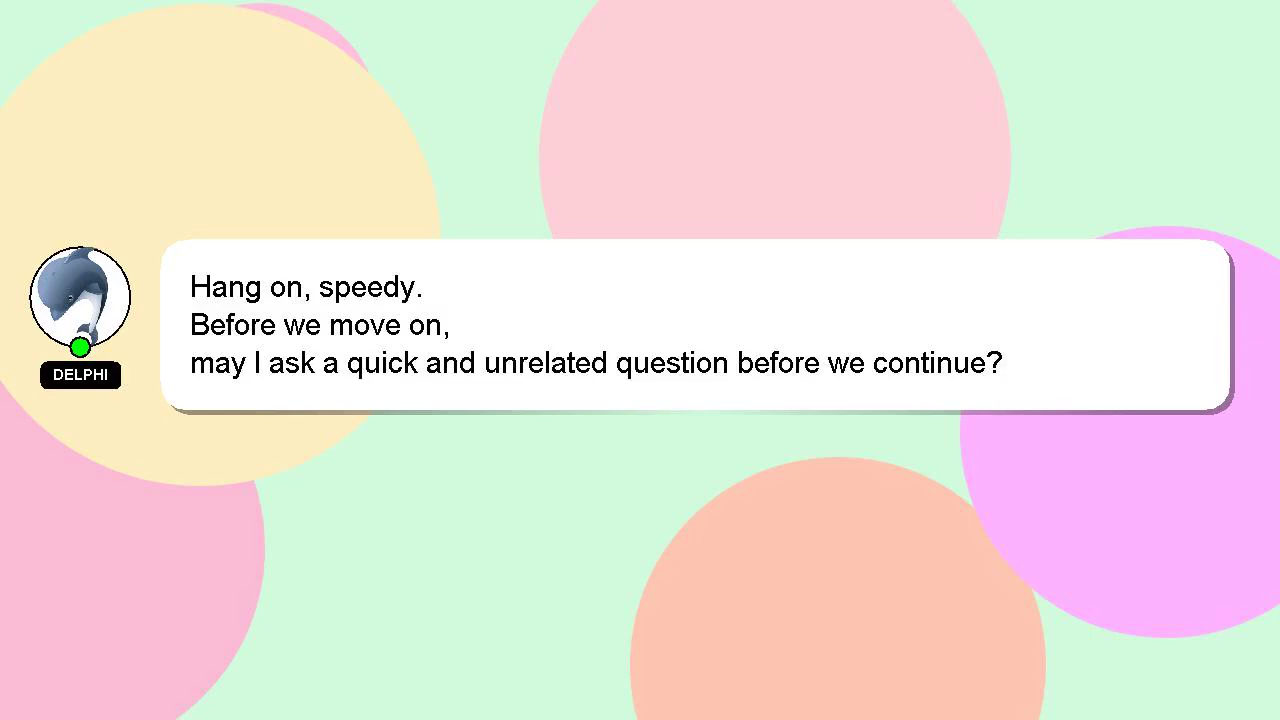 Hang on, speedy.
Before we move on,
may I ask a quick and unrelated question before we continue?
DELPHI